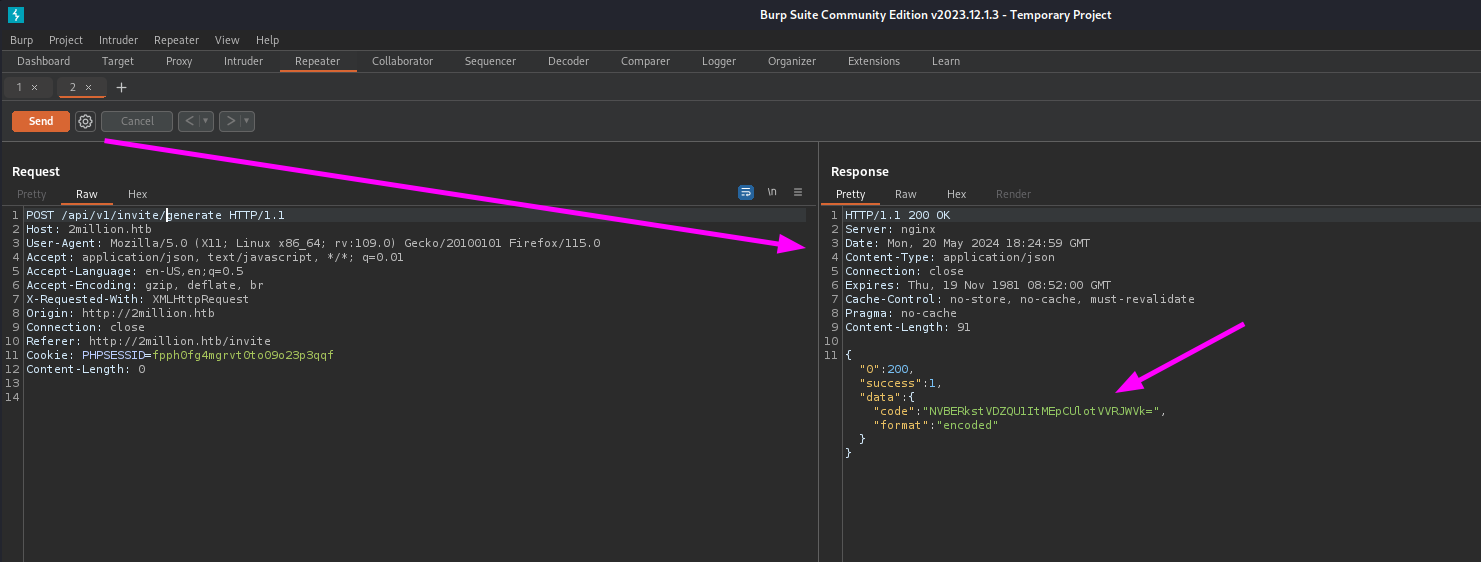 Burp Suite Community Edition v2023.12.1.3 - Temporary Project
Burp Project Intruder Repeater View Help
Dashboard Target Proxy Intruder Repeater Collaborator Sequencer Decoder Comparer Logger Organizer Extensions Learn
1 × 2 × +
Send Cancel < >
Request
Pretty Raw Hex \n
1 POST /api/v1/invite/generate HTTP/1.1
2 Host: 2million.htb
3 User-Agent: Mozilla/5.0 (X11; Linux x86_64; rv:109.0) Gecko/20100101 Firefox/115.0
4 Accept: application/json, text/javascript, */*; q=0.01
5 Accept-Language: en-US,en;q=0.5
6 Accept-Encoding: gzip, deflate, br
7 X-Requested-With: XMLHttpRequest
8 Origin: http://2million.htb
9 Connection: close
10 Referer: http://2million.htb/invite
11 Cookie: PHPSESSID=fpph0fg4mgrvt0to09o23p3qqf
12 Content-Length: 0
13
14
Response
Pretty Raw Hex Render
1 HTTP/1.1 200 OK
2 Server: nginx
3 Date: Mon, 20 May 2024 18:24:59 GMT
4 Content-Type: application/json
5 Connection: close
6 Expires: Thu, 19 Nov 1981 08:52:00 GMT
7 Cache-Control: no-store, no-cache, must-revalidate
8 Pragma: no-cache
9 Content-Length: 91
10
11 {
"0":200,
"success":1,
"data":{
"code":"NVBERkstVDZQU1ItMEpCUlotVVRJWVk=",
"format":"encoded"
}
}